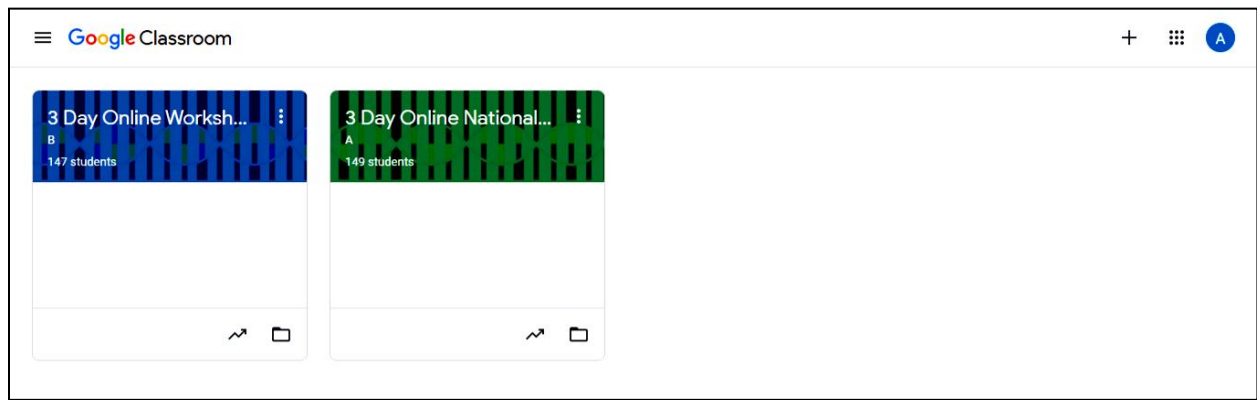 Google Classroom
A
3 Day Online Worksh...
B
147 students
3 Day Online National...
A
149 students